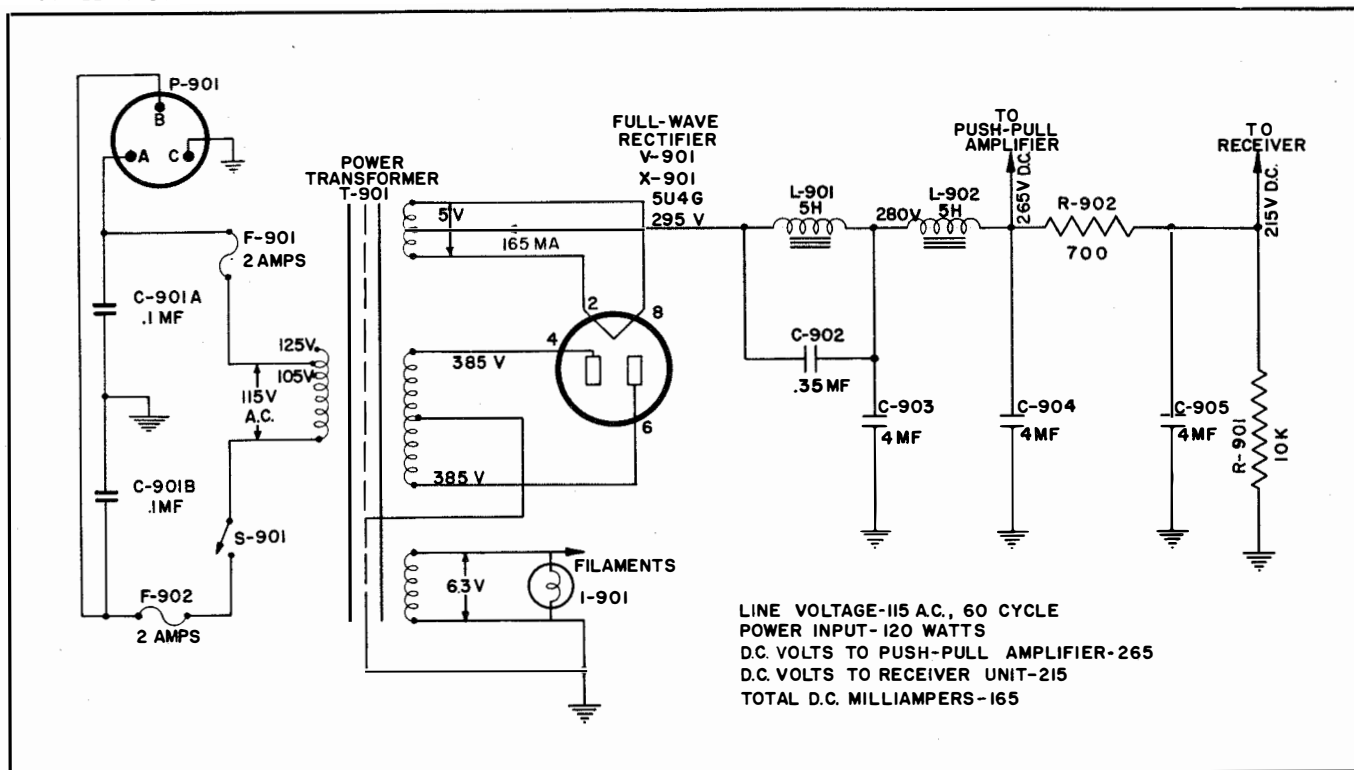 P-901
B
A
C
F-901
2 AMPS
C-901A
.1 MF
125V.
105V.
115V
A.C.
C-901B
.1MF
S-901
F-902
2 AMPS
POWER
TRANSFORMER
T-901
5V
165 MA
385 V
385 V
6.3 V
FILAMENTS
I-901
FULL-WAVE
RECTIFIER
V-901
X-901
5U4G
295 V
2
8
4
6
L-901
5H
280V
L-902
5H
C-902
.35 MF
C-903
4MF
TO
PUSH-PULL
AMPLIFIER
265V D.C.
R-902
700
C-904
4MF
C-905
4MF
TO
RECEIVER
215V D.C.
R-901
10K
LINE VOLTAGE-115 A.C., 60 CYCLE
POWER INPUT-120 WATTS
D.C. VOLTS TO PUSH-PULL AMPLIFIER-265
D.C. VOLTS TO RECEIVER UNIT-215
TOTAL D.C. MILLIAMPERS-165